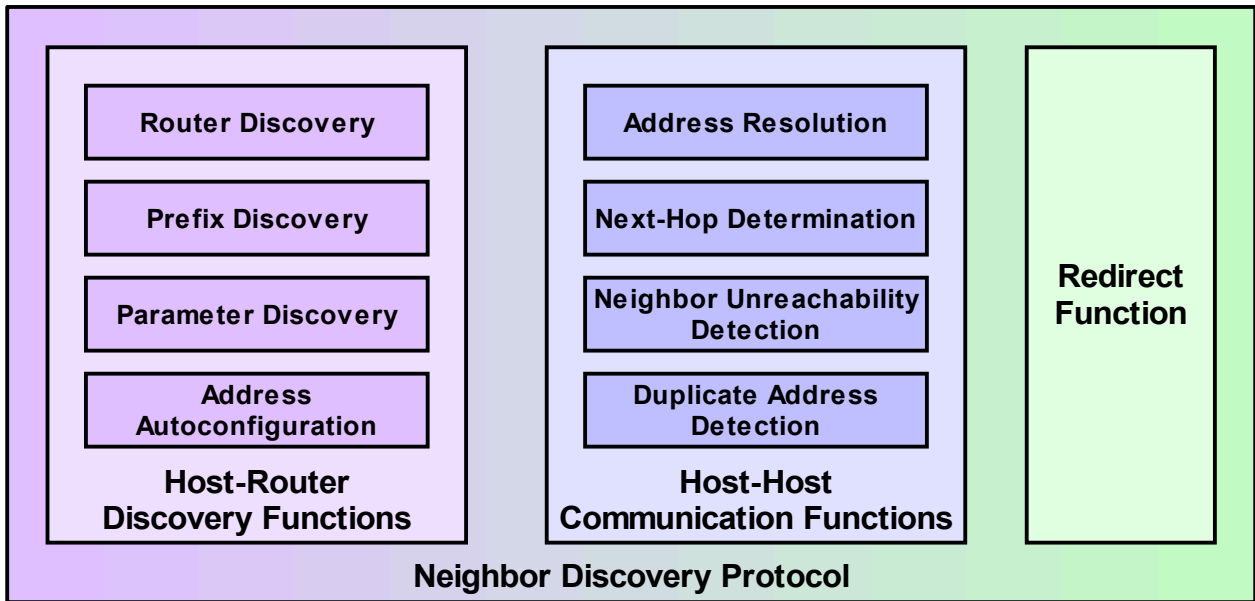 Router Discovery
Prefix Discovery
Parameter Discovery
Address
Autoconfiguration
Host-Router
Discovery Functions
Address Resolution
Next-Hop Determination
Neighbor Unreachability
Detection
Duplicate Address
Detection
Host-Host
Communication Functions
Redirect
Function
Neighbor Discovery Protocol